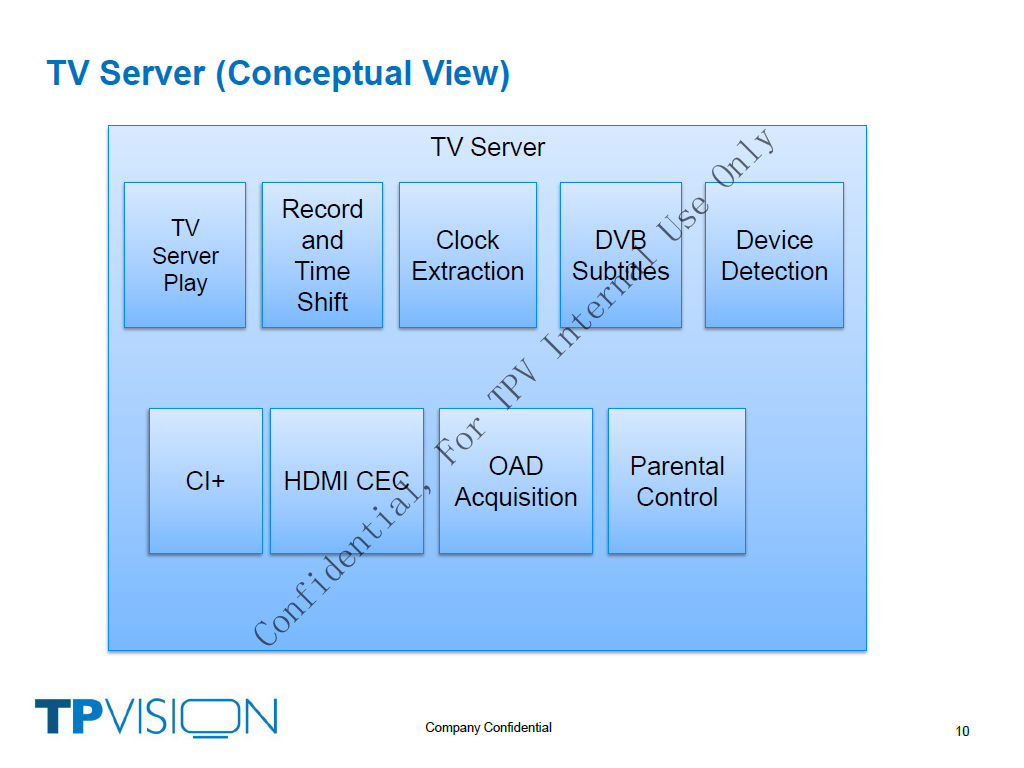 TV Server (Conceptual View)
TV Server
TV
Server
Play
Record
and
Time
Shift
Clock
Extraction
DVB
Subtitles
Device
Detection
CI+
HDMI CEC
OAD
Acquisition
Parental
Control
Confidential, For TPV Internal Use Only
TPVISION
Company Confidential
10